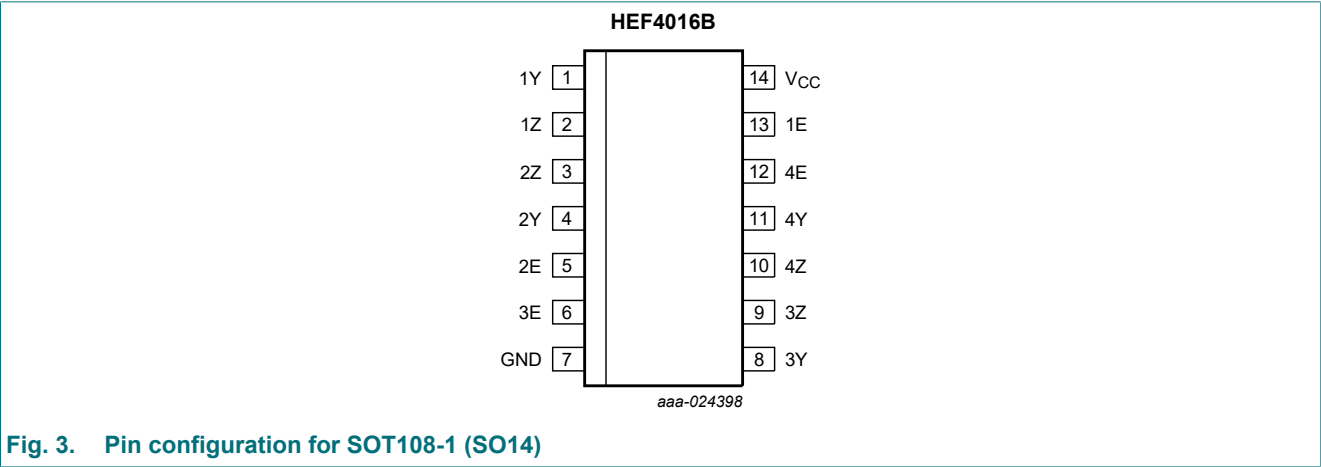 HEF4016B
1Y 1 14 VCC
1Z 2 13 1E
2Z 3 12 4E
2Y 4 11 4Y
2E 5 10 4Z
3E 6 9 3Z
GND 7 8 3Y
aaa-024398
Fig. 3. Pin configuration for SOT108-1 (SO14)